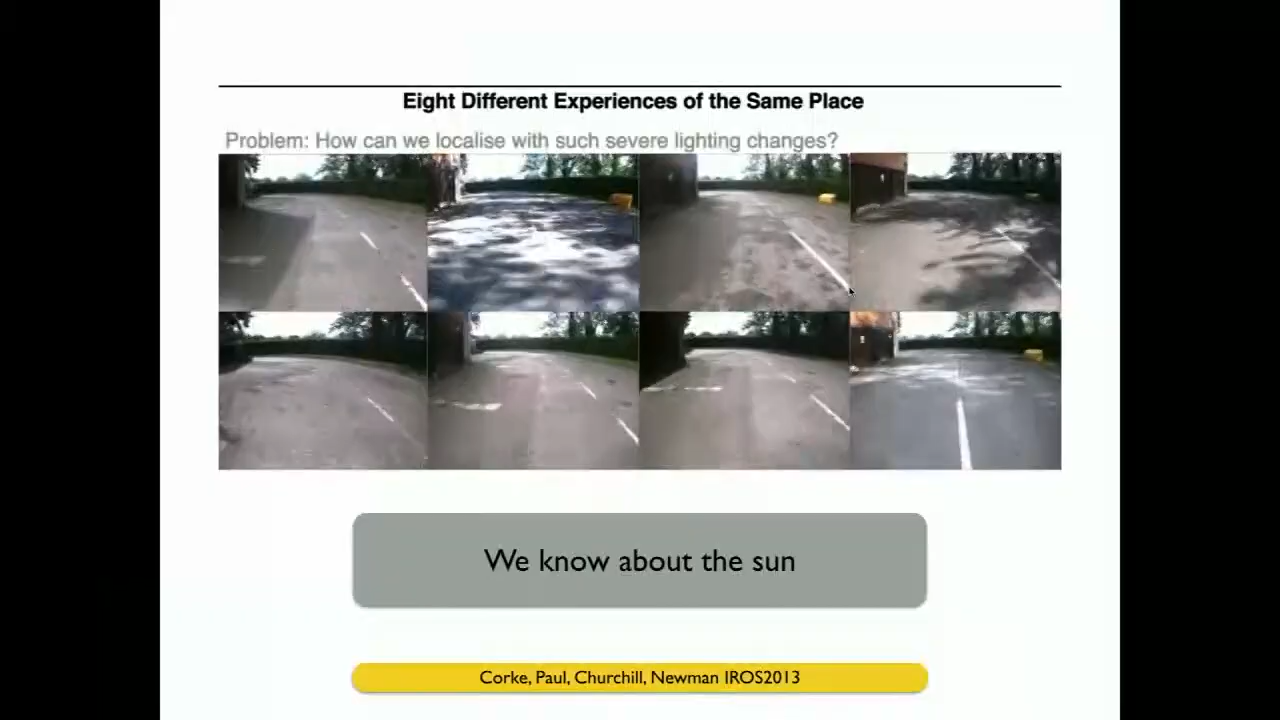 Eight Different Experiences of the Same Place
Problem: How can we localise with such severe lighting changes?
We know about the sun
Corke, Paul, Churchill, Newman IROS2013